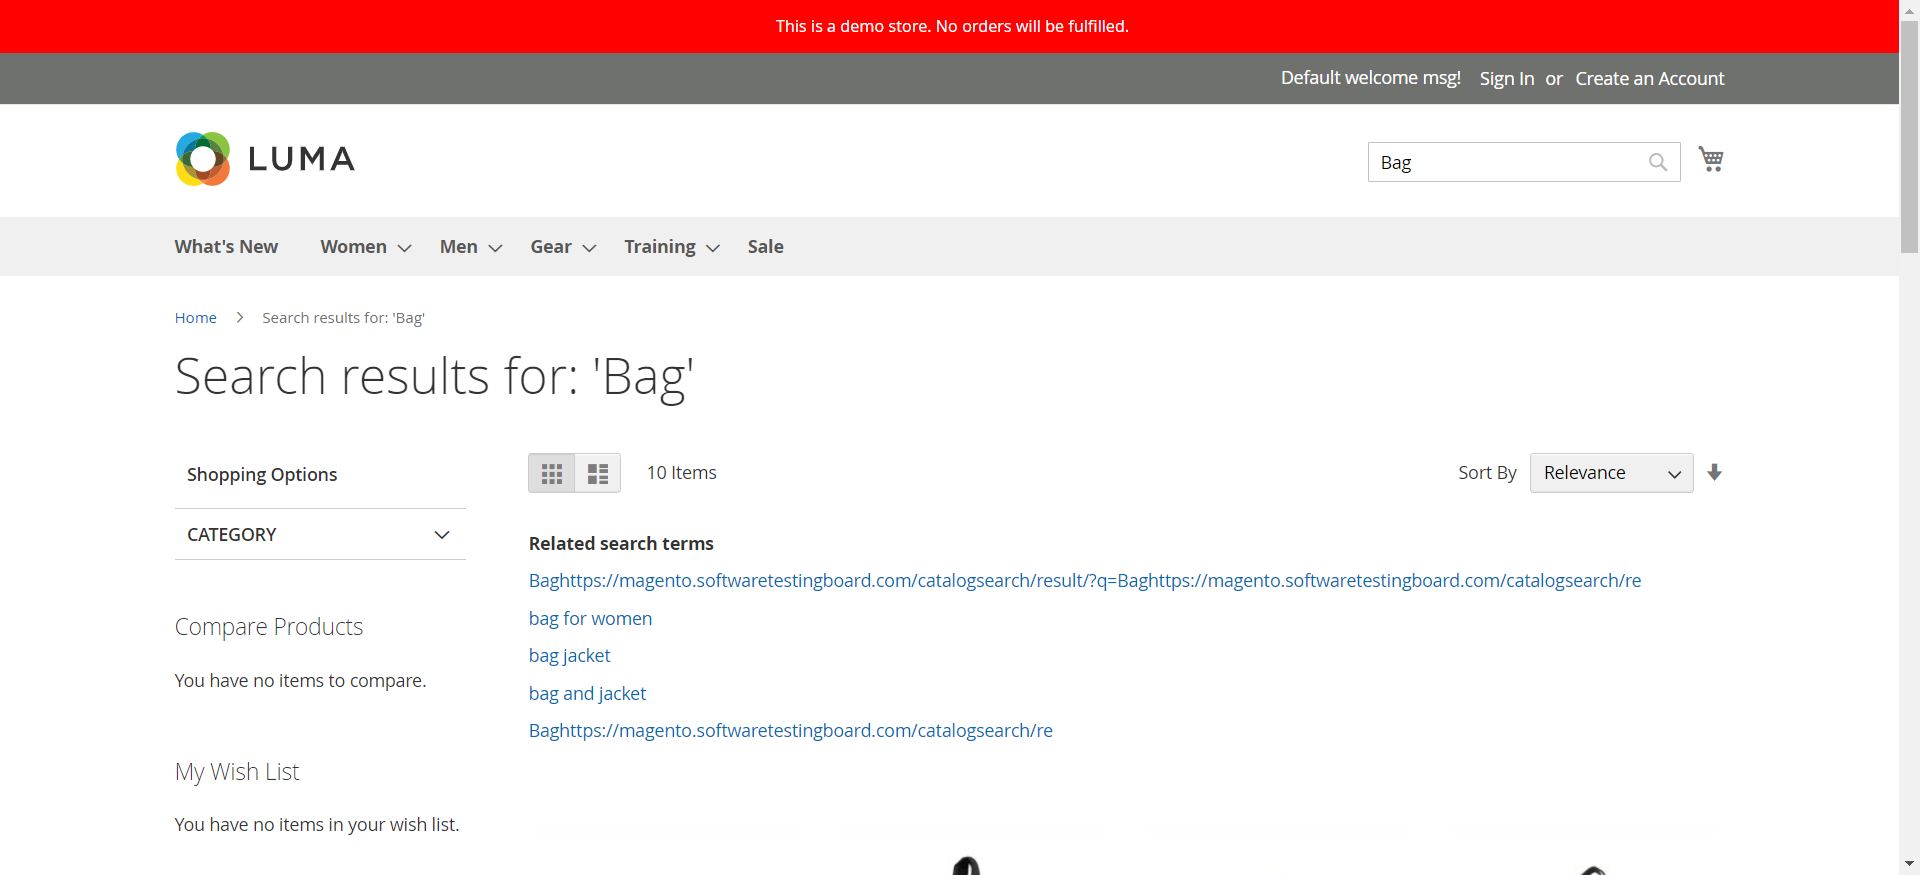 This is a demo store. No orders will be fulfilled.
Default welcome msg! Sign In or Create an Account
LUMA
Bag
What's New Women Men Gear Training Sale
Home Search results for: 'Bag'
Search results for: 'Bag'
Shopping Options
CATEGORY
Compare Products
You have no items to compare.
My Wish List
You have no items in your wish list.
10 Items
Sort By Relevance
Related search terms
Baghttps://magento.softwaretestingboard.com/catalogsearch/result/?q=Baghttps://magento.softwaretestingboard.com/catalogsearch/re
bag for women
bag jacket
bag and jacket
Baghttps://magento.softwaretestingboard.com/catalogsearch/re